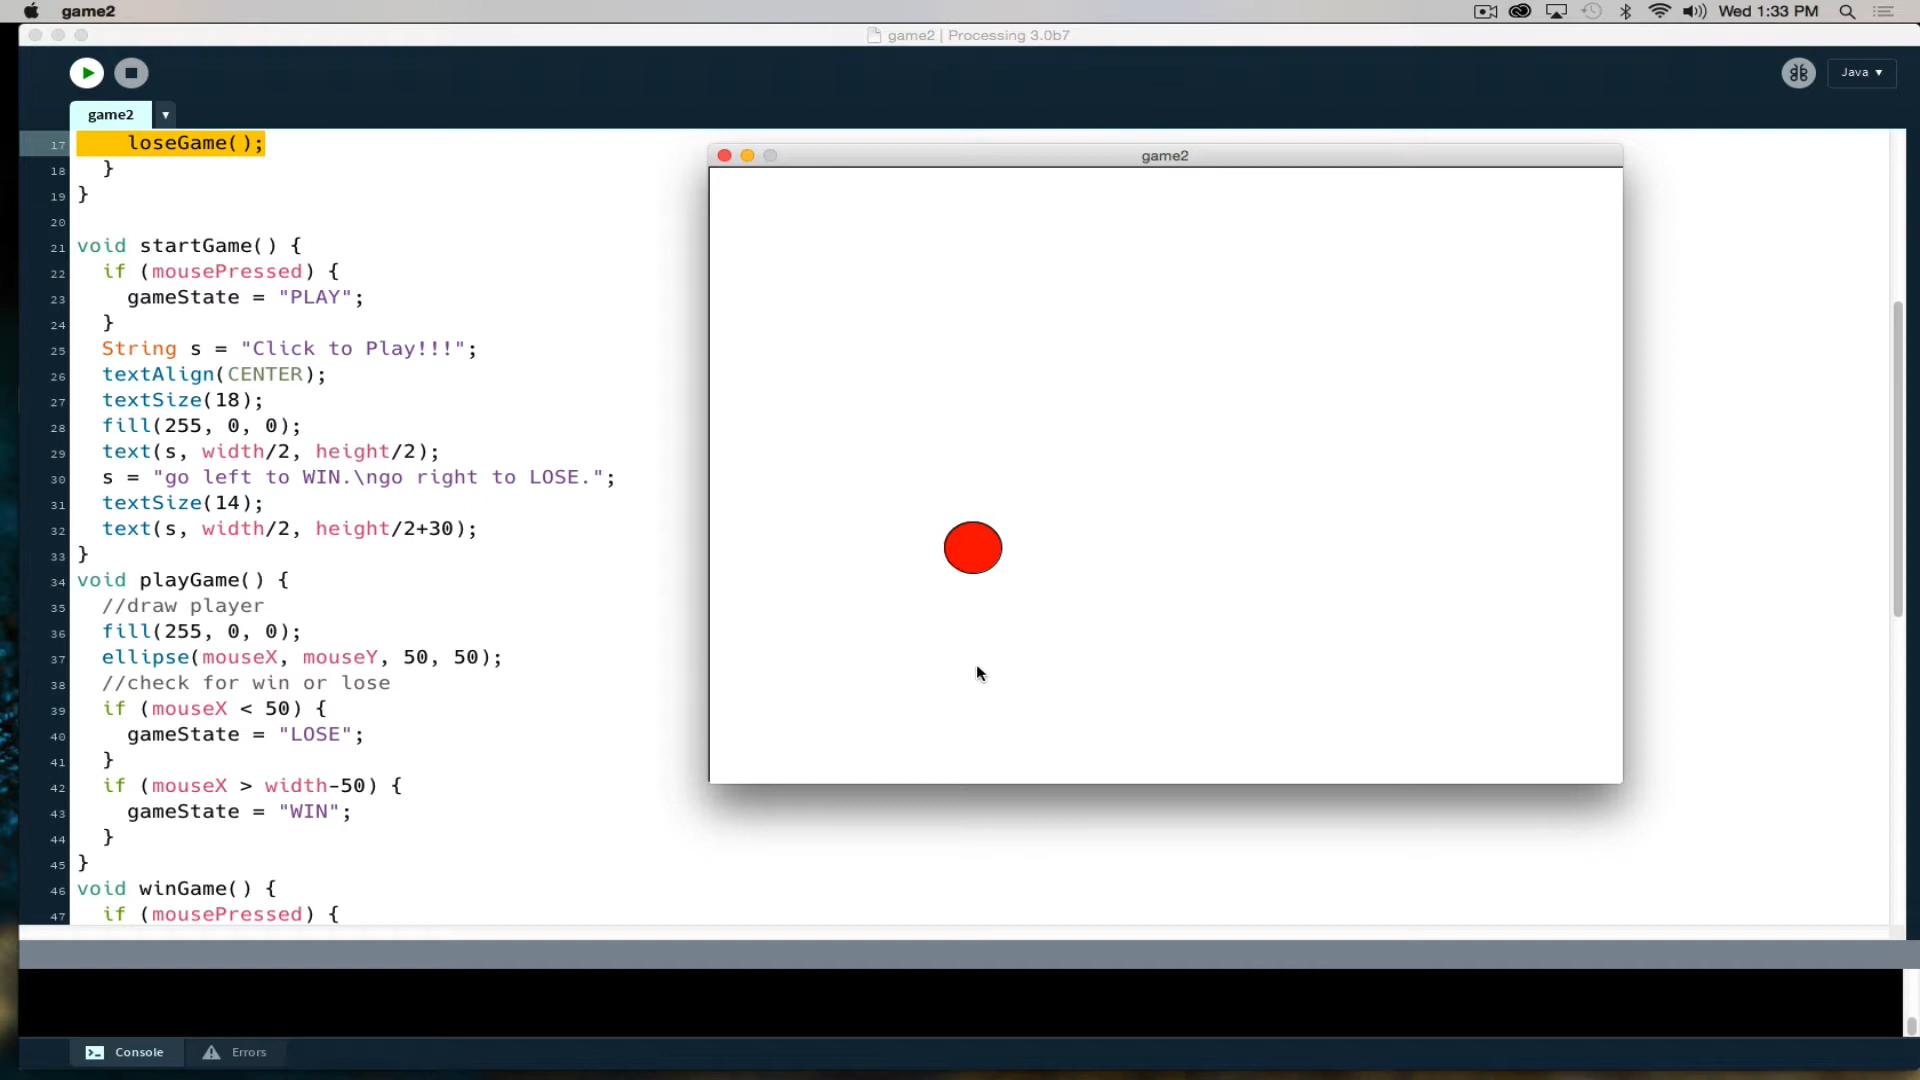 game2
Wed 1:33 PM
game2 | Processing 3.0b7
Java ▾
game2
17 loseGame();
18 }
19 }
20
21 void startGame() {
22 if (mousePressed) {
23 gameState = "PLAY";
24 }
25 String s = "Click to Play!!!";
26 textAlign(CENTER);
27 textSize(18);
28 fill(255, 0, 0);
29 text(s, width/2, height/2);
30 s = "go left to WIN.\ngo right to LOSE.";
31 textSize(14);
32 text(s, width/2, height/2+30);
33 }
34 void playGame() {
35 //draw player
36 fill(255, 0, 0);
37 ellipse(mouseX, mouseY, 50, 50);
38 //check for win or lose
39 if (mouseX < 50) {
40 gameState = "LOSE";
41 }
42 if (mouseX > width-50) {
43 gameState = "WIN";
44 }
45 }
46 void winGame() {
47 if (mousePressed) {
game2
Console
Errors